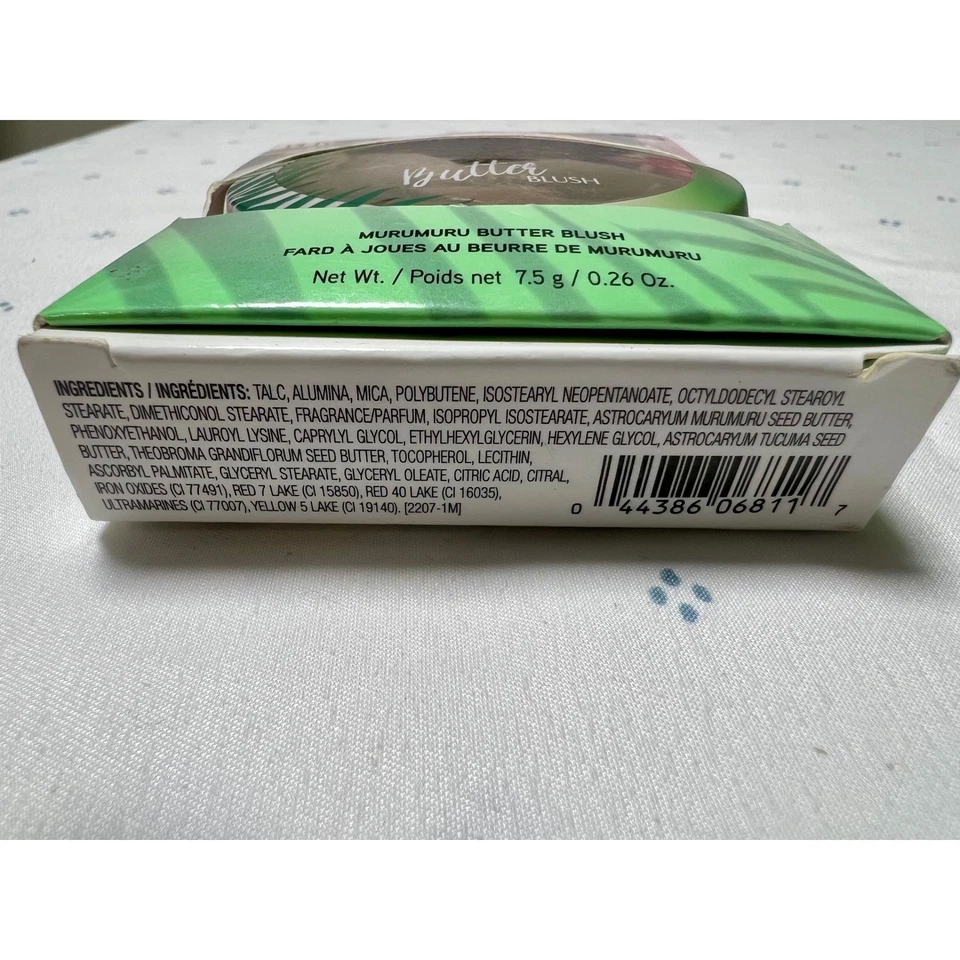 Butter
BLUSH
MURUMURU BUTTER BLUSH
FARD À JOUES AU BEURRE DE MURUMURU
Net Wt. / Poids net 7.5 g / 0.26 Oz.
INGREDIENTS / INGRÉDIENTS: TALC, ALUMINA, MICA, POLYBUTENE, ISOSTEARYL NEOPENTANOATE, OCTYLDODECYL STEAROYL
STEARATE, DIMETHICONOL STEARATE, FRAGRANCE/PARFUM, ISOPROPYL ISOSTEARATE, ASTROCARYUM MURUMURU SEED BUTTER,
PHENOXYETHANOL, LAUROYL LYSINE, CAPRYLYL GLYCOL, ETHYLHEXYLGLYCERIN, HEXYLENE GLYCOL, ASTROCARYUM TUCUMA SEED
BUTTER, THEOBROMA GRANDIFLORUM SEED BUTTER, TOCOPHEROL, LECITHIN,
ASCORBYL PALMITATE, GLYCERYL STEARATE, GLYCERYL OLEATE, CITRIC ACID, CITRAL,
IRON OXIDES (CI 77491), RED 7 LAKE (CI 15850), RED 40 LAKE (CI 16035),
ULTRAMARINES (CI 77007), YELLOW 5 LAKE (CI 19140). [2207-1M]
0 44386 06811 7